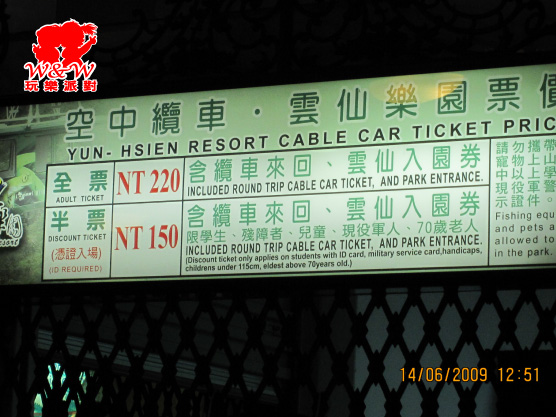 W&W
玩樂派對
空中纜車·雲仙樂園票價
YUN- HSIEN RESORT CABLE CAR TICKET PRIC
全票
ADULT TICKET
NT 220
含纜車來回、雲仙入園券
INCLUDED ROUND TRIP CABLE CAR TICKET, AND PARK ENTRANCE.
半票
DISCOUNT TICKET
(憑證入場)
(ID REQUIRED)
NT 150
含纜車來回、雲仙入園券
限學生、殘障者、兒童、現役軍人、70歲老人
INCLUDED ROUND TRIP CABLE CAR TICKET, AND PARK ENTRANCE.
(Discount ticket only applies on students with ID card, military service card,handicaps,
childrens under 115cm, eldest above 70years old.)
請勿攜帶
寵物上山
中以上學
現役軍
示證件。
Fishing equ
and pets a
allowed to
in the park.
14/06/2009 12:51